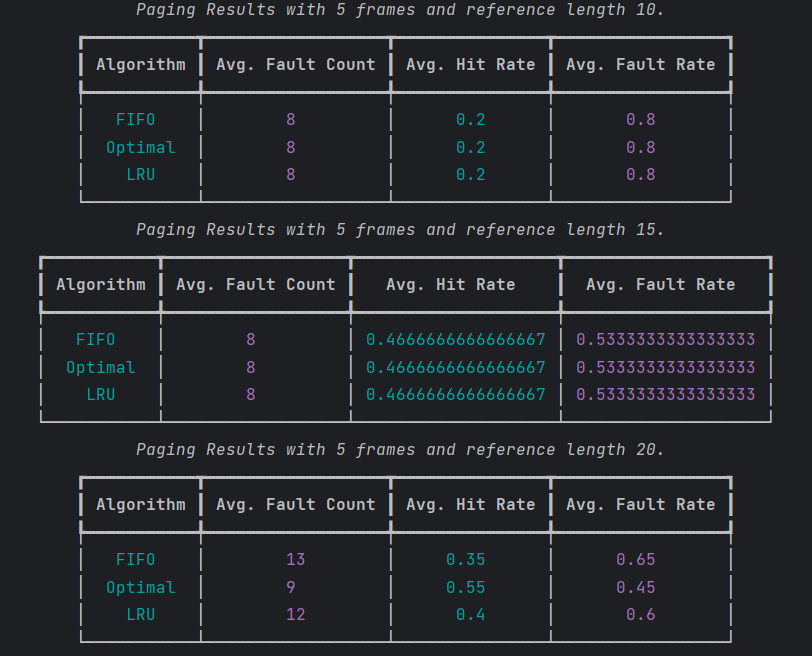 Paging Results with 5 frames and reference length 10.
Algorithm Avg. Fault Count Avg. Hit Rate Avg. Fault Rate
FIFO 8 0.2 0.8
Optimal 8 0.2 0.8
LRU 8 0.2 0.8
Paging Results with 5 frames and reference length 15.
Algorithm Avg. Fault Count Avg. Hit Rate Avg. Fault Rate
FIFO 8 0.4666666666666667 0.5333333333333333
Optimal 8 0.4666666666666667 0.5333333333333333
LRU 8 0.4666666666666667 0.5333333333333333
Paging Results with 5 frames and reference length 20.
Algorithm Avg. Fault Count Avg. Hit Rate Avg. Fault Rate
FIFO 13 0.35 0.65
Optimal 9 0.55 0.45
LRU 12 0.4 0.6